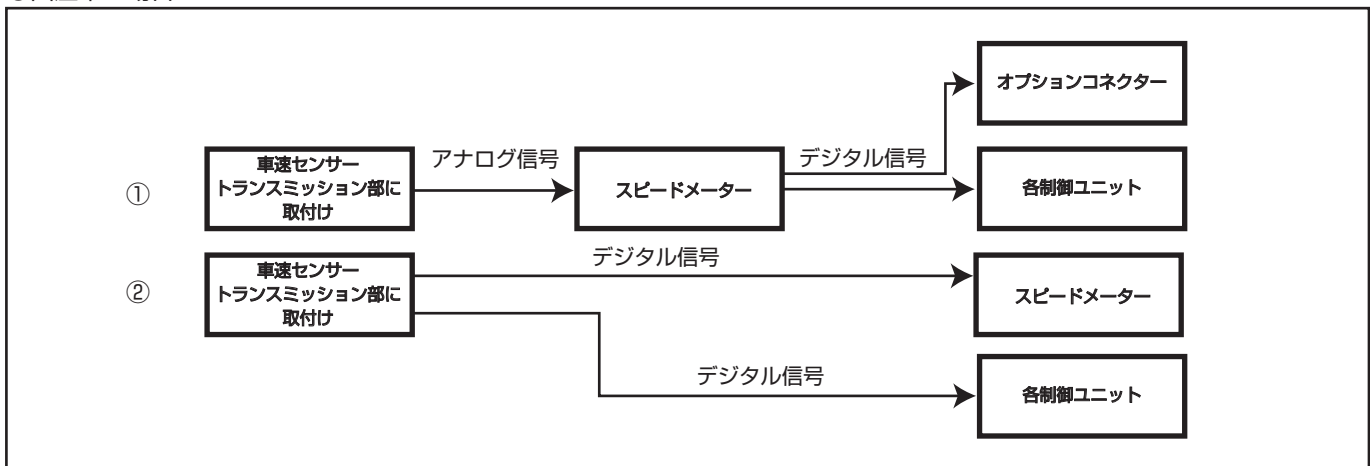 オプションコネクター
アナログ信号
デジタル信号
①
車速センサー
トランスミッション部に
取付け
スピードメーター
各制御ユニット
デジタル信号
②
車速センサー
トランスミッション部に
取付け
スピードメーター
デジタル信号
各制御ユニット